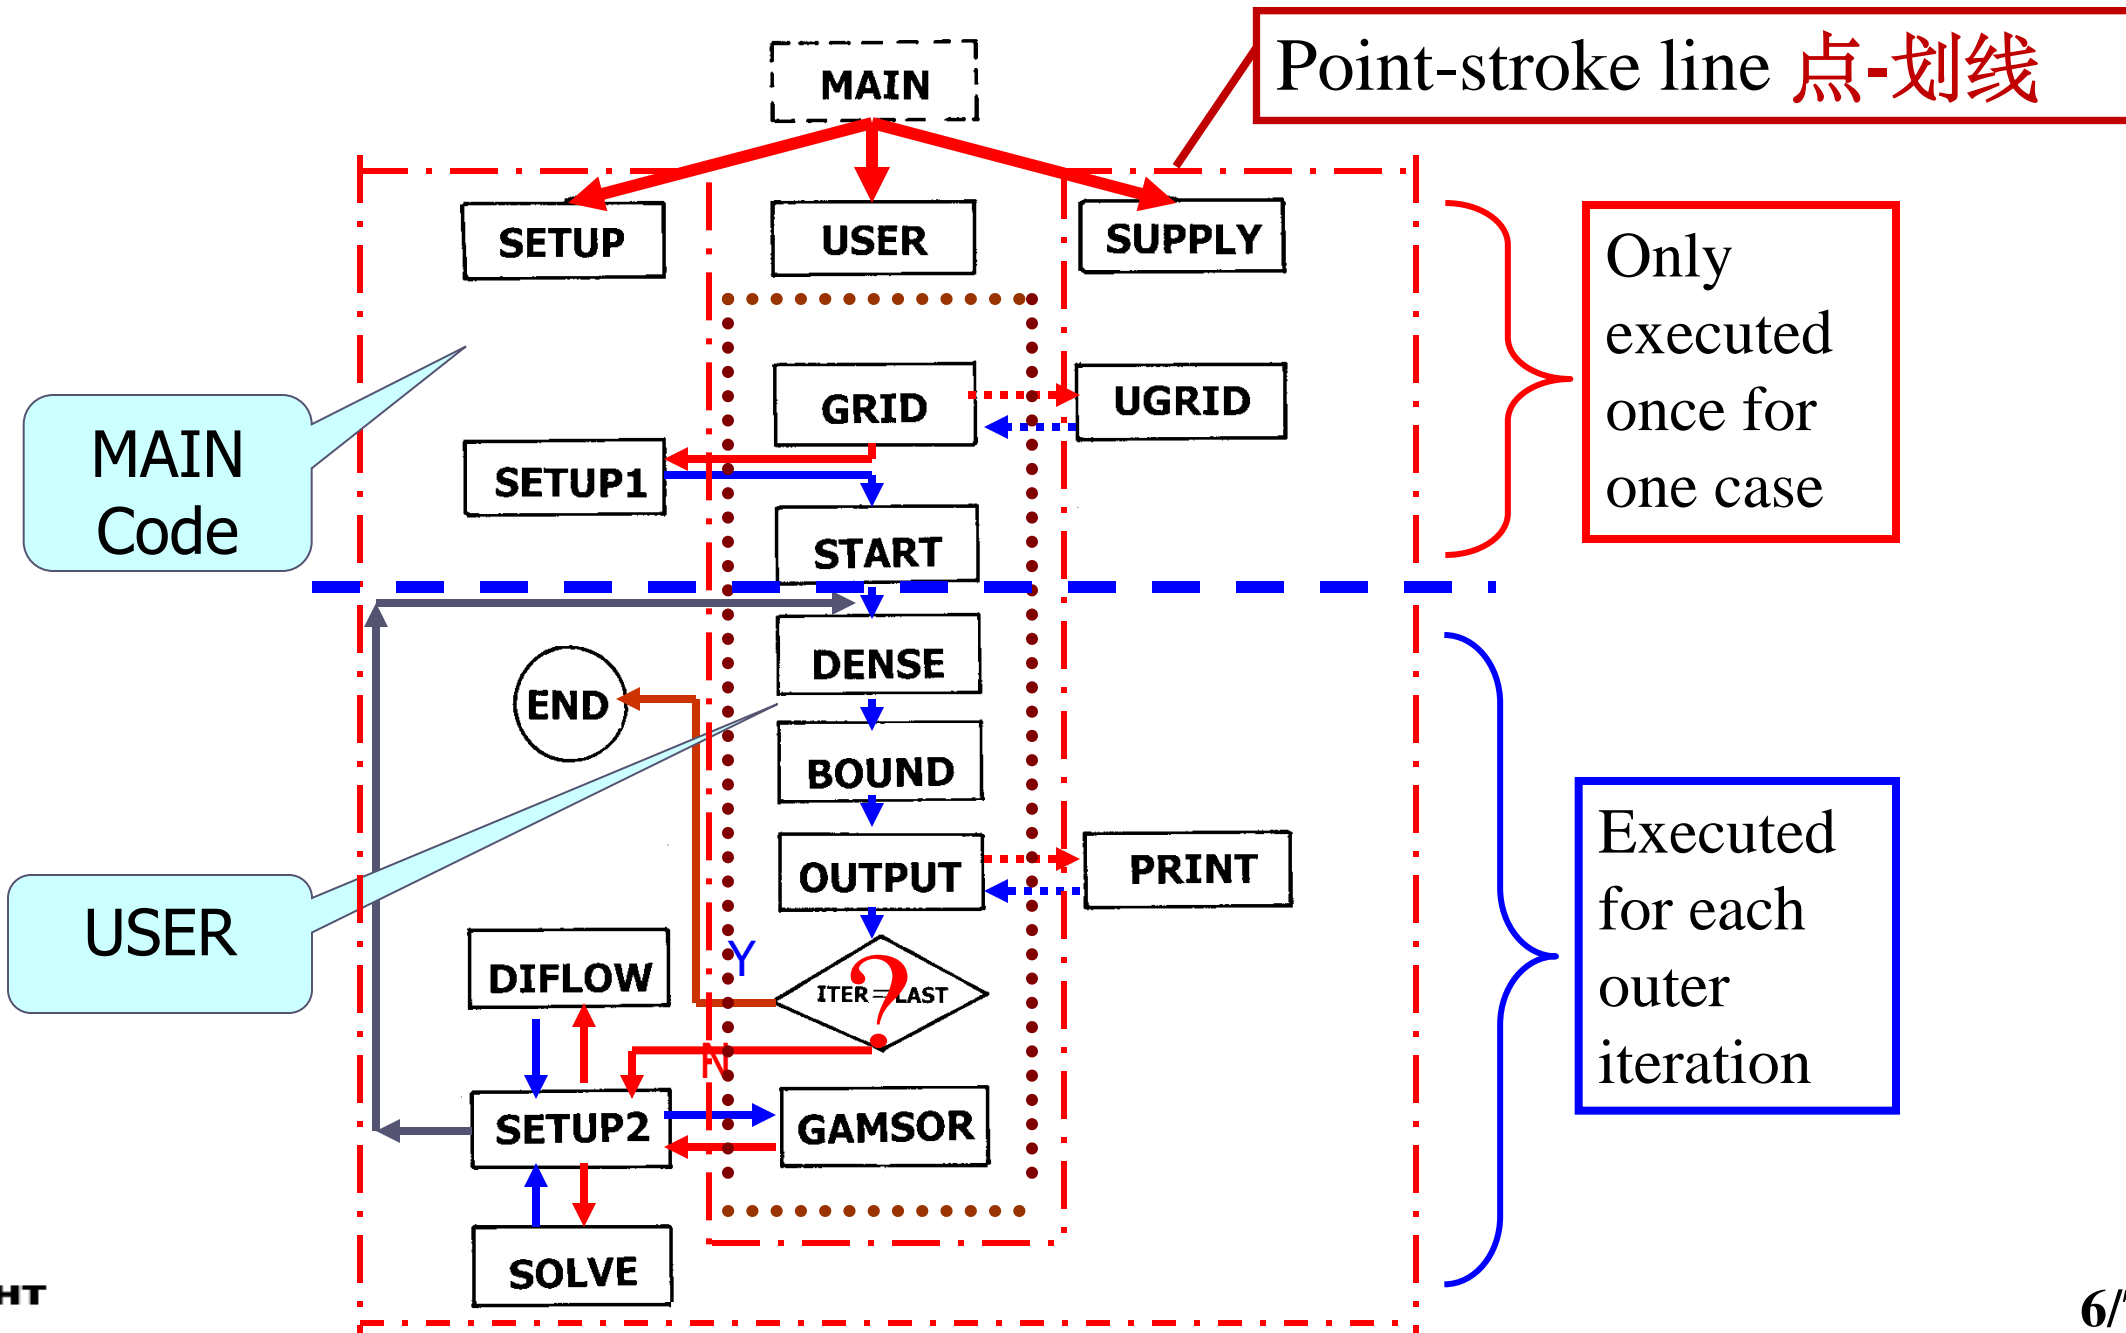 MAIN
Point-stroke line 点-划线
SETUP
USER
SUPPLY
Only
executed
once for
one case
GRID
UGRID
MAIN
Code
SETUP1
START
DENSE
END
BOUND
OUTPUT
PRINT
USER
Executed
for each
outer
iteration
DIFLOW
Y
ITER=LAST
?
N
SETUP2
GAMSOR
SOLVE
HT
6/